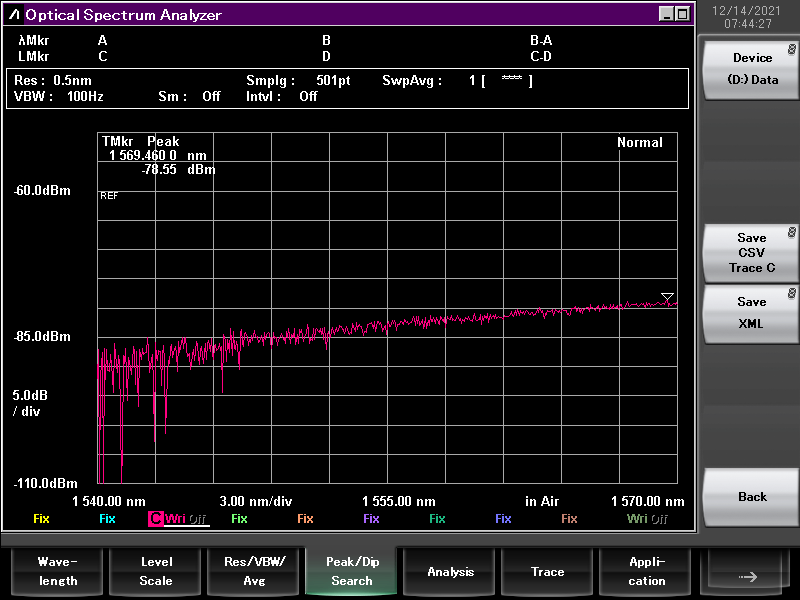 Optical Spectrum Analyzer
12/14/2021
07:44:27
λMkr A B B-A
LMkr C D C-D
Res : 0.5nm Smplg : 501pt SwpAvg : 1 [ **** ]
VBW : 100Hz Sm : Off Intvl : Off
TMkr Peak
1 569.460 0 nm
-78.55 dBm
Normal
-60.0dBm
REF
-85.0dBm
5.0dB
/ div
-110.0dBm
1 540.00 nm 3.00 nm/div 1 555.00 nm in Air 1 570.00 nm
Fix Fix C Wri Off Fix Fix Fix Fix Fix Fix Wri Off
Device
(D:) Data
Save
CSV
Trace C
Save
XML
Back
Wave-
length
Level
Scale
Res/VBW/
Avg
Peak/Dip
Search
Analysis
Trace
Appli-
cation